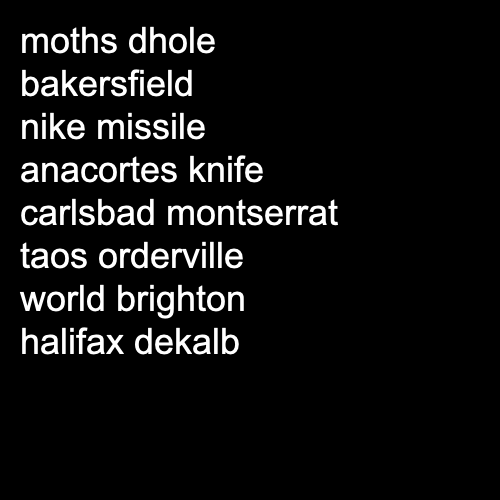 moths dhole
bakersfield
nike missile
anacortes knife
carlsbad montserrat
taos orderville
world brighton
halifax dekalb